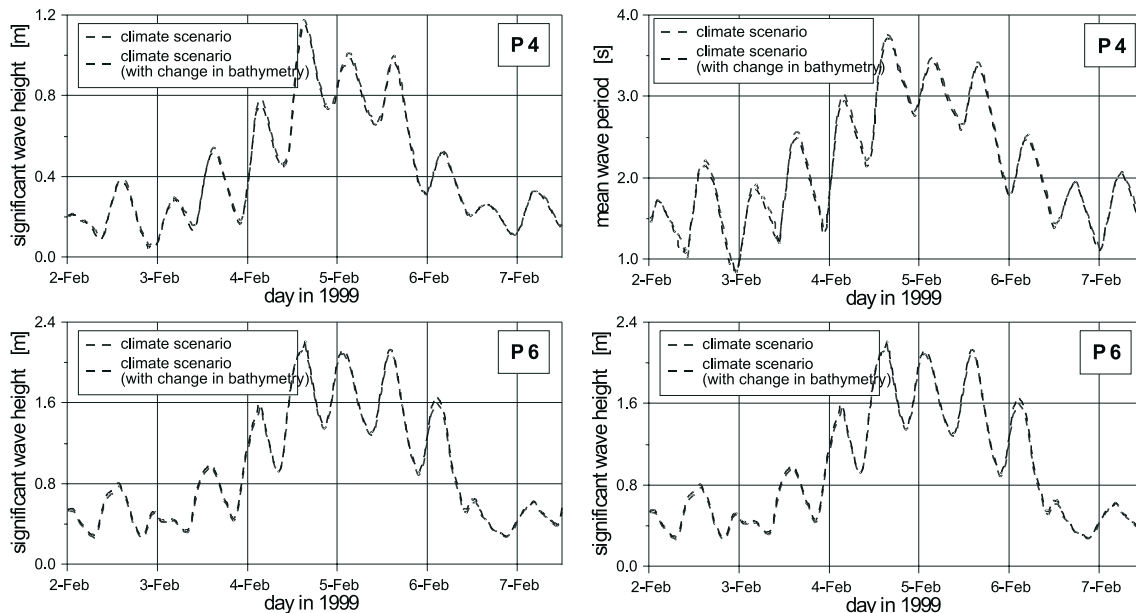 significant wave height [m]
1.2
0.8
0.4
0.0
climate scenario
climate scenario
(with change in bathymetry)
P 4
2-Feb 3-Feb 4-Feb 5-Feb 6-Feb 7-Feb
day in 1999
mean wave period [s]
4.0
3.0
2.0
1.0
climate scenario
climate scenario
(with change in bathymetry)
P 4
2-Feb 3-Feb 4-Feb 5-Feb 6-Feb 7-Feb
day in 1999
significant wave height [m]
2.4
1.6
0.8
0.0
climate scenario
climate scenario
(with change in bathymetry)
P 6
2-Feb 3-Feb 4-Feb 5-Feb 6-Feb 7-Feb
day in 1999
significant wave height [m]
2.4
1.6
0.8
0.0
climate scenario
climate scenario
(with change in bathymetry)
P 6
2-Feb 3-Feb 4-Feb 5-Feb 6-Feb 7-Feb
day in 1999